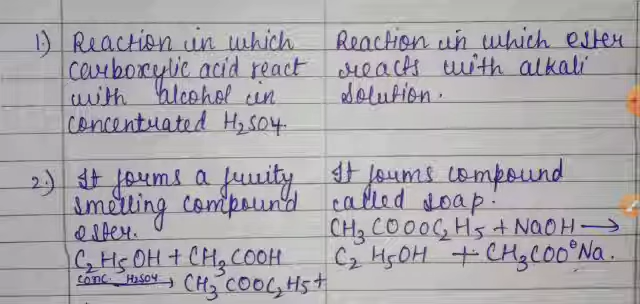 1) Reaction in which
carboxylic acid react
with alcohol in
concentrated H2SO4.
Reaction in which ester
reacts with alkali
solution.
2.) It forms a fruity
smelling compound
ester.
C2H5OH + CH3COOH
conc H2SO4 → CH3COOC2H5+
It forms compound
called soap.
CH3COOOC2H5 + NaOH →
C2H5OH + CH3COO°Na.